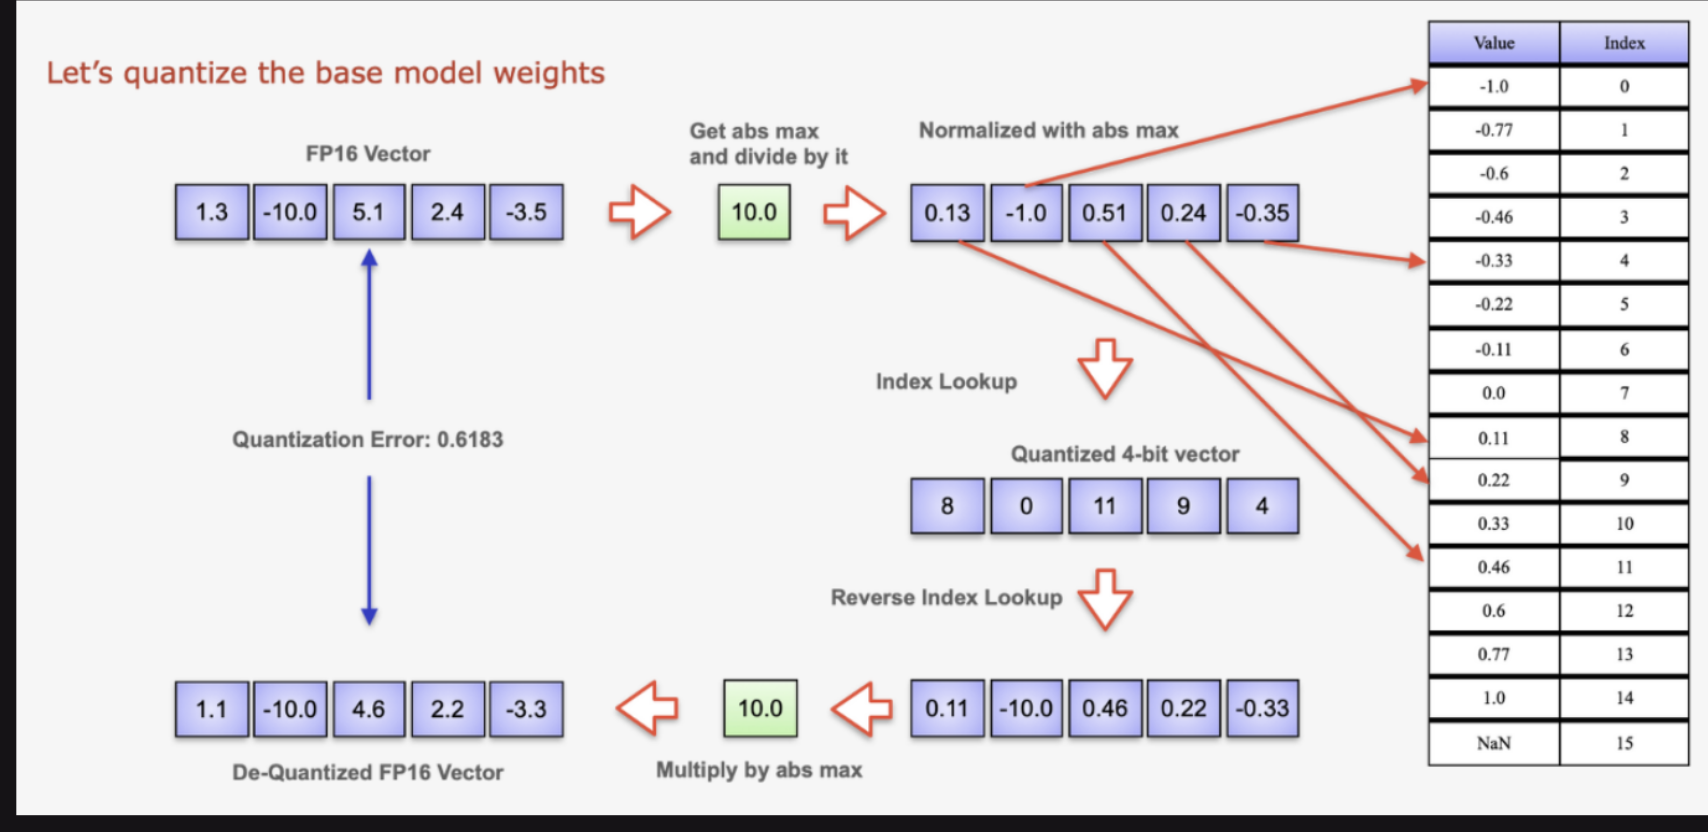 Let's quantize the base model weights
FP16 Vector
1.3 -10.0 5.1 2.4 -3.5
Get abs max
and divide by it
10.0
Normalized with abs max
0.13 -1.0 0.51 0.24 -0.35
Index Lookup
Quantized 4-bit vector
8 0 11 9 4
Reverse Index Lookup
0.11 -10.0 0.46 0.22 -0.33
10.0
Multiply by abs max
1.1 -10.0 4.6 2.2 -3.3
De-Quantized FP16 Vector
Quantization Error: 0.6183
Value Index
-1.0 0
-0.77 1
-0.6 2
-0.46 3
-0.33 4
-0.22 5
-0.11 6
0.0 7
0.11 8
0.22 9
0.33 10
0.46 11
0.6 12
0.77 13
1.0 14
NaN 15